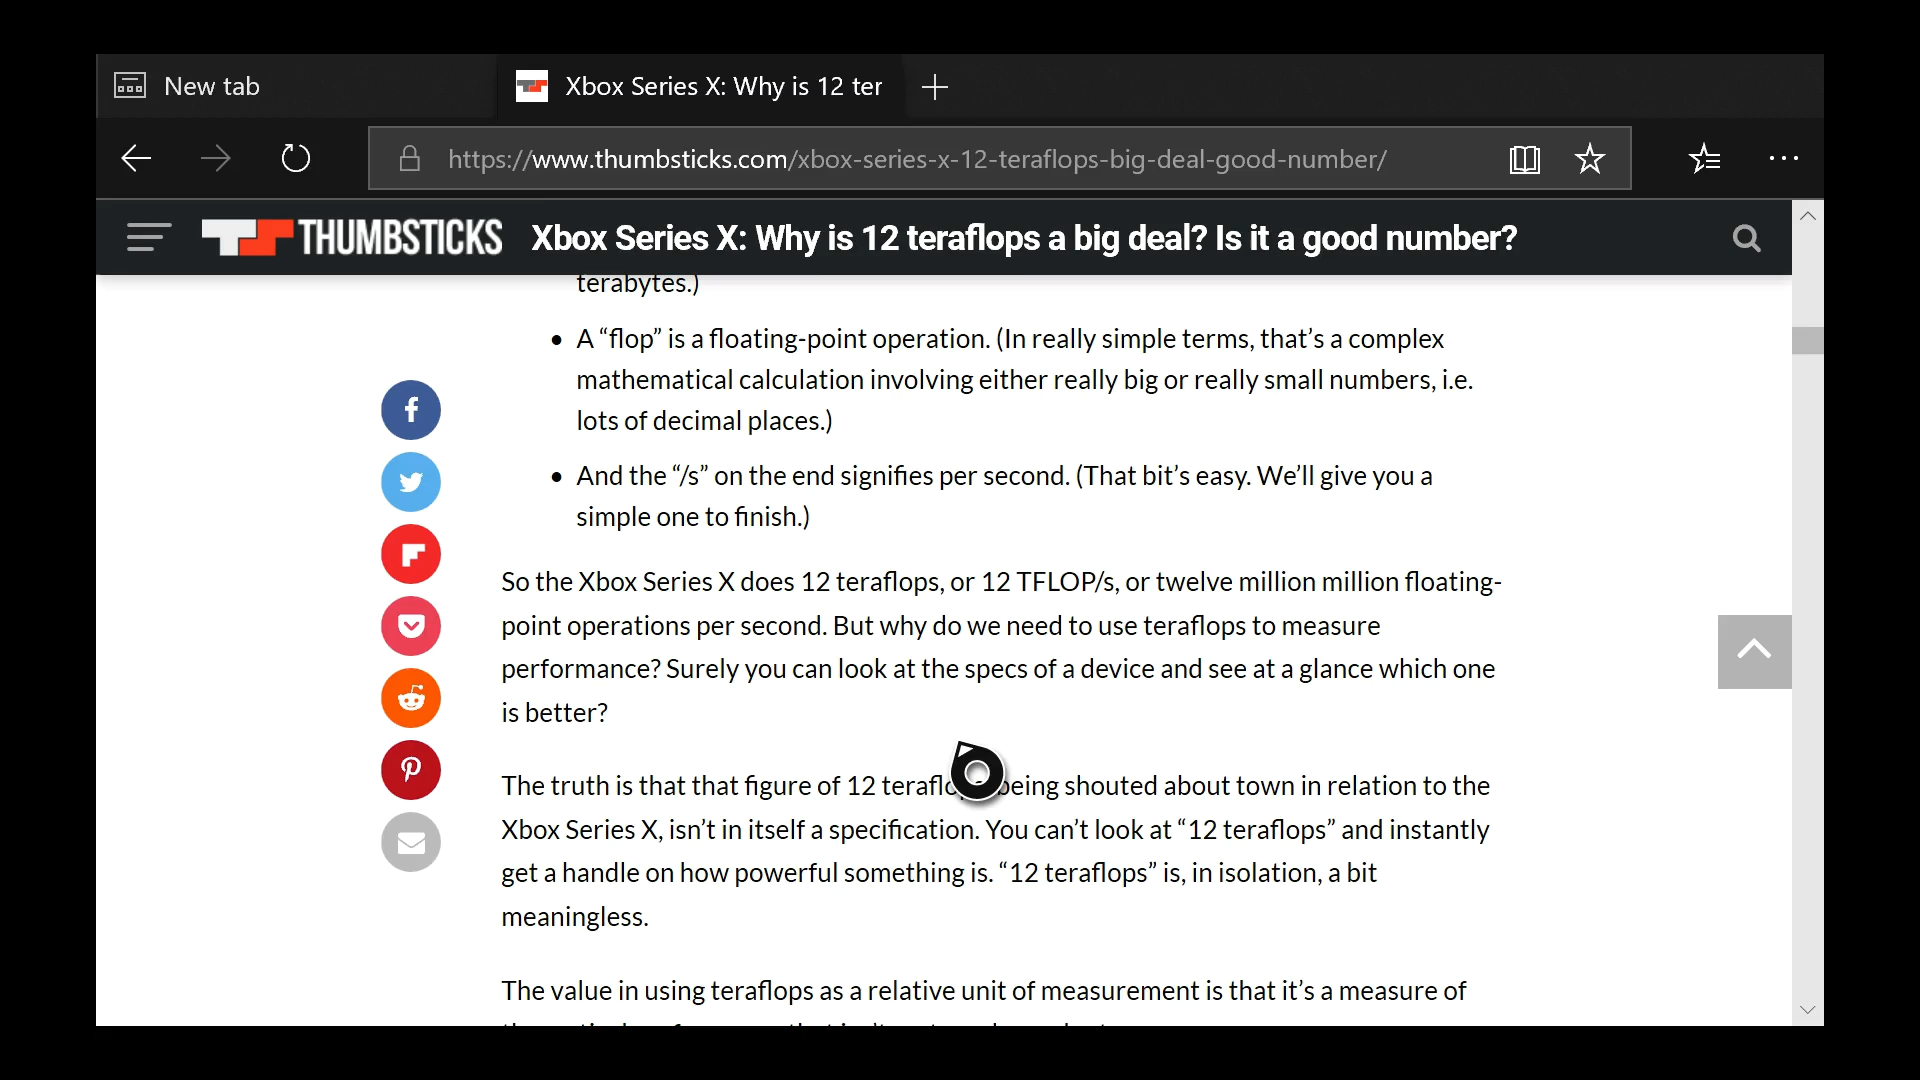 New tab
Xbox Series X: Why is 12 ter
https://www.thumbsticks.com/xbox-series-x-12-teraflops-big-deal-good-number/
THUMBSTICKS Xbox Series X: Why is 12 teraflops a big deal? Is it a good number?
terabytes.)
• A “flop” is a floating-point operation. (In really simple terms, that’s a complex
mathematical calculation involving either really big or really small numbers, i.e.
lots of decimal places.)
• And the “/s” on the end signifies per second. (That bit’s easy. We’ll give you a
simple one to finish.)
So the Xbox Series X does 12 teraflops, or 12 TFLOP/s, or twelve million million floating-
point operations per second. But why do we need to use teraflops to measure
performance? Surely you can look at the specs of a device and see at a glance which one
is better?
The truth is that that figure of 12 teraflops being shouted about town in relation to the
Xbox Series X, isn’t in itself a specification. You can’t look at “12 teraflops” and instantly
get a handle on how powerful something is. “12 teraflops” is, in isolation, a bit
meaningless.
The value in using teraflops as a relative unit of measurement is that it’s a measure of